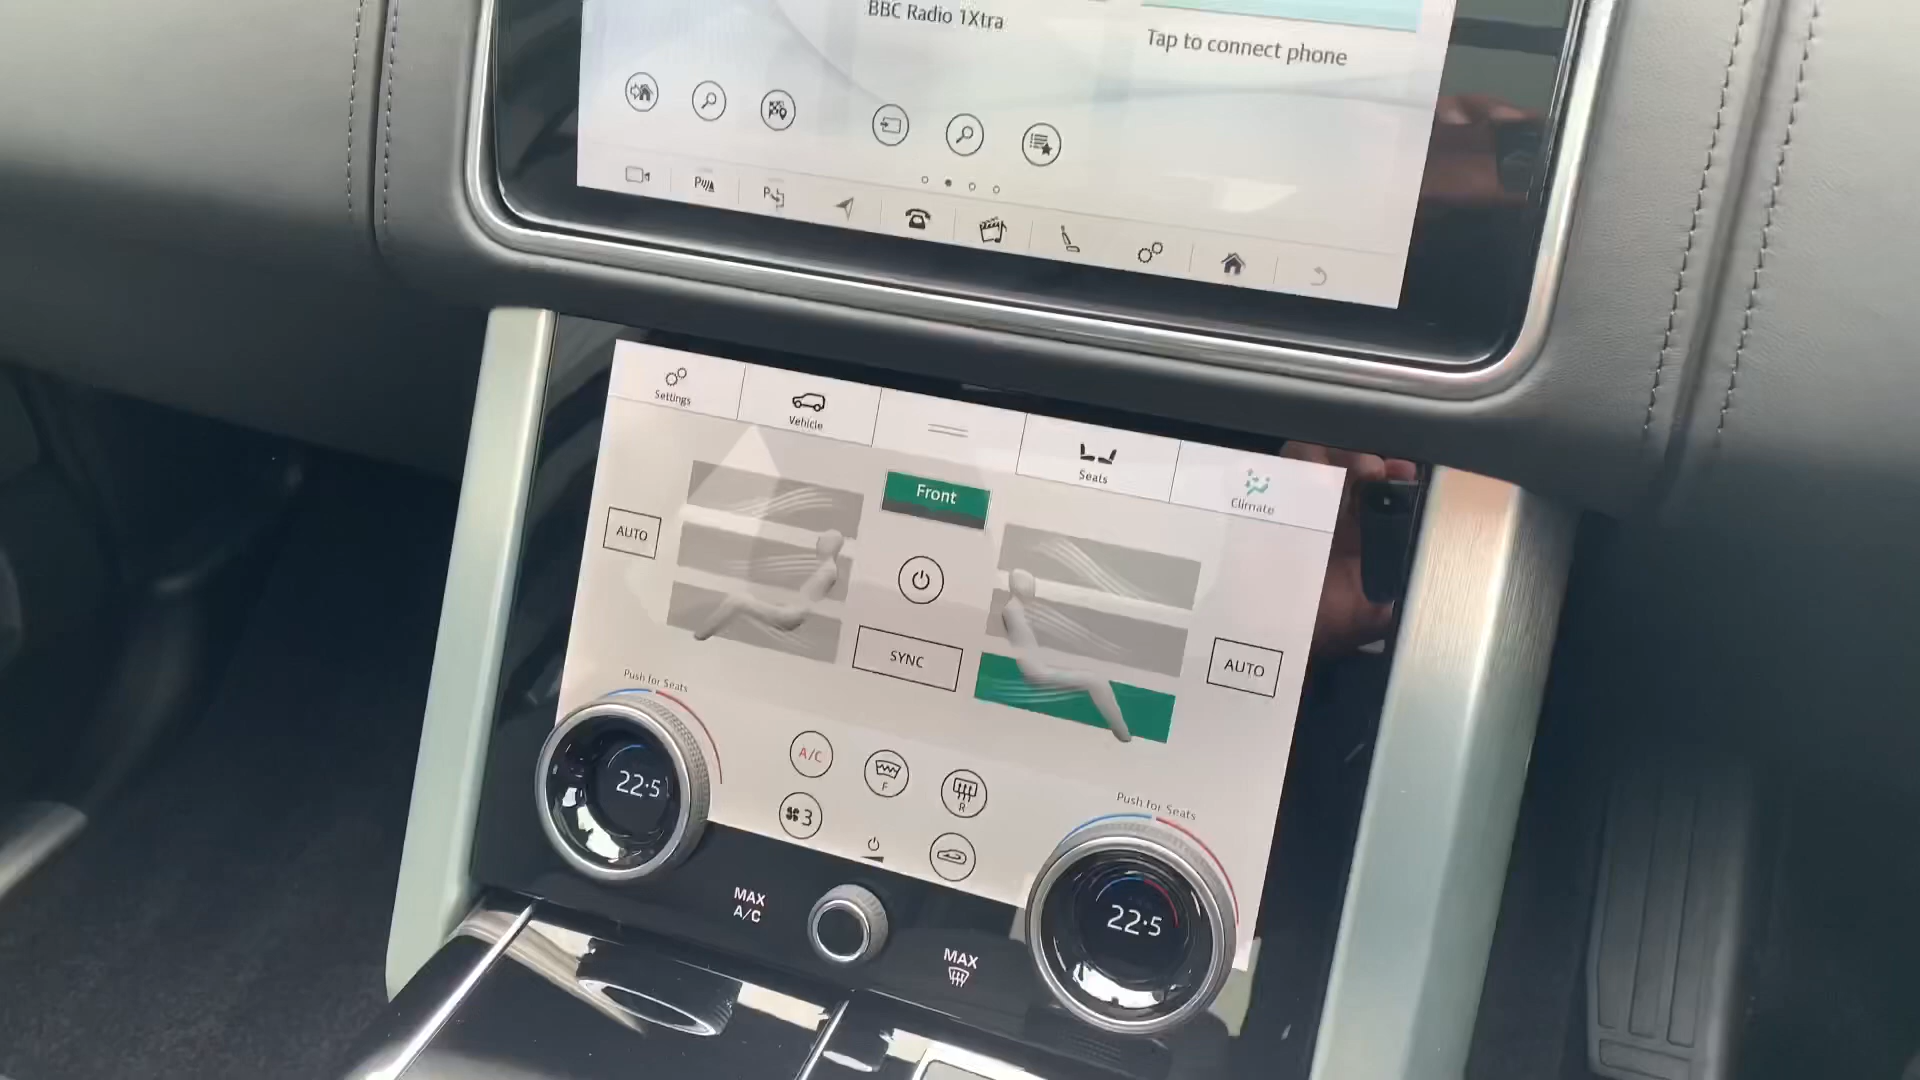 BBC Radio 1Xtra
Tap to connect phone
Settings
Vehicle
Seats
Climate
Front
AUTO
SYNC
AUTO
Push for Seats
22.5
A/C
F
R
3
Push for Seats
22.5
MAX
A/C
MAX